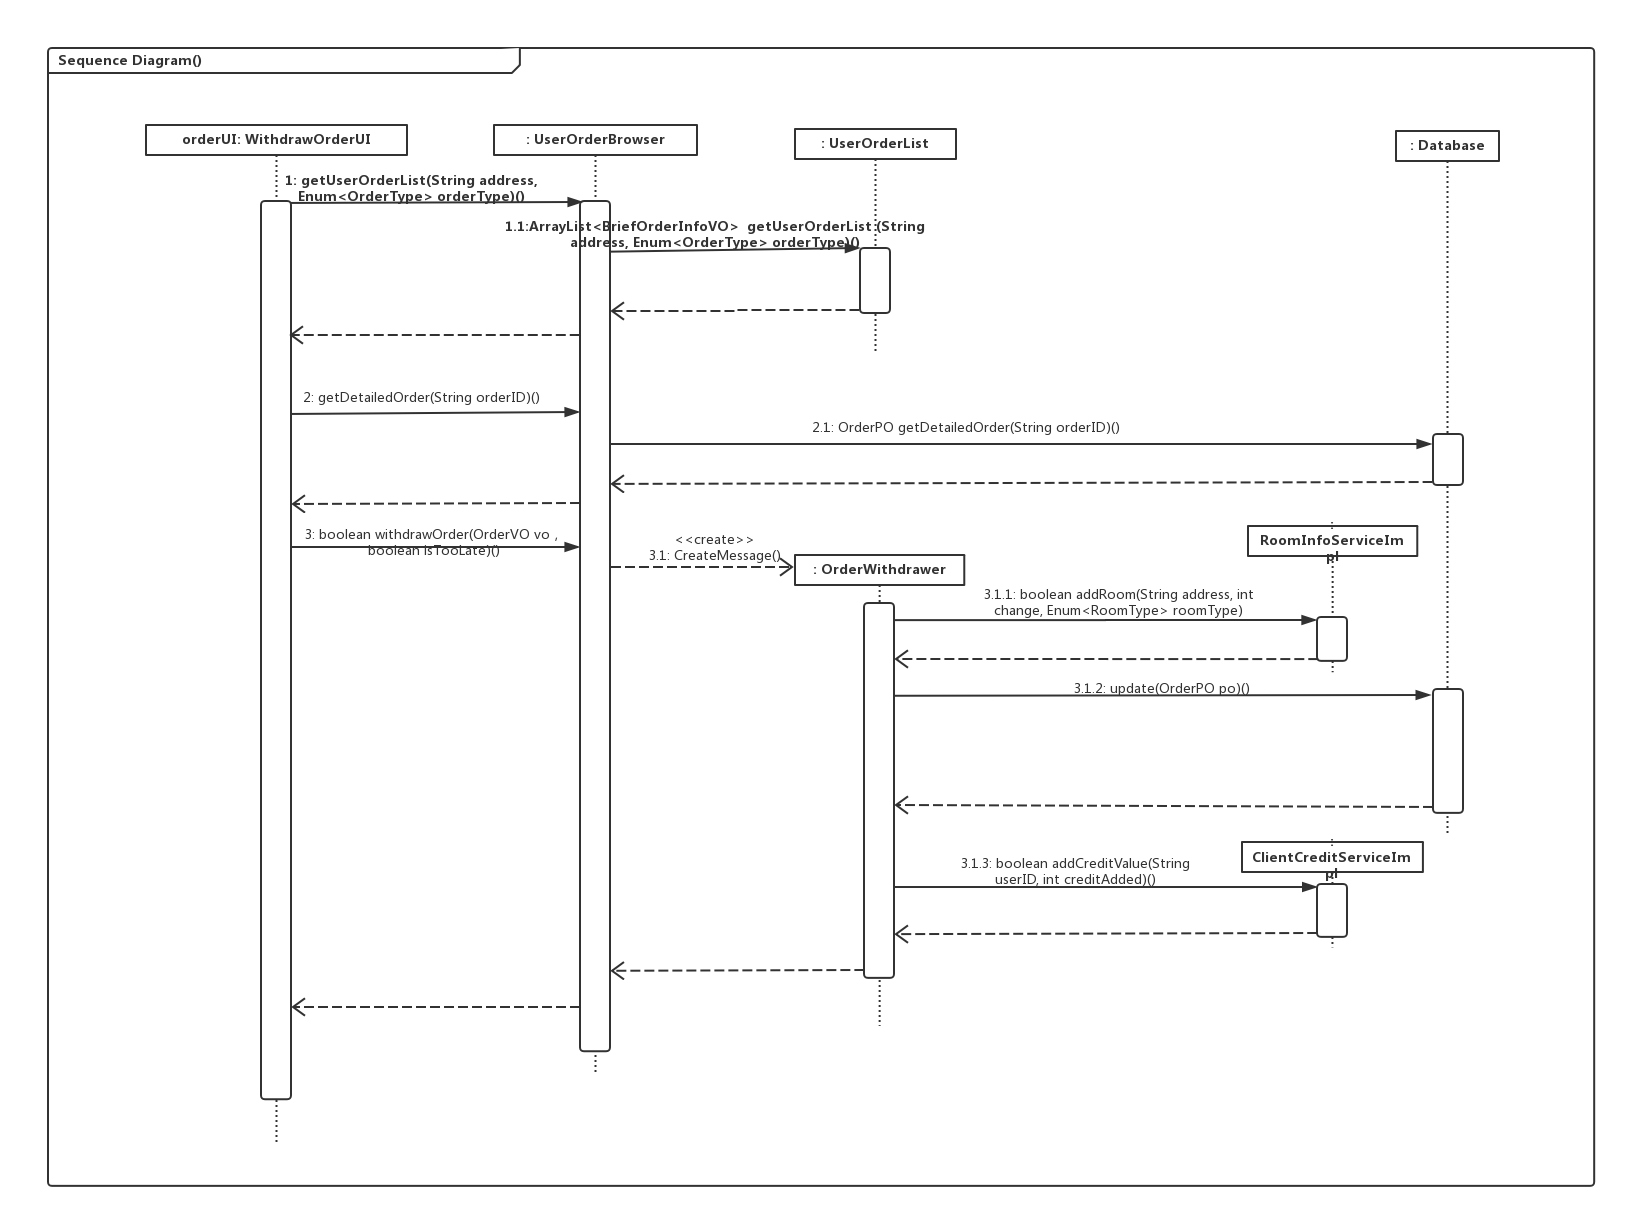 Sequence Diagram()
orderUI: WithdrawOrderUI
: UserOrderBrowser
: UserOrderList
: Database
1: getUserOrderList(String address,
Enum<OrderType> orderType)()
1.1:ArrayList<BriefOrderInfoVO> getUserOrderList (String
address, Enum<OrderType> orderType)()
2: getDetailedOrder(String orderID)()
2.1: OrderPO getDetailedOrder(String orderID)()
3: boolean withdrawOrder(OrderVO vo ,
boolean isTooLate)()
<<create>>
3.1: CreateMessage()
: OrderWithdrawer
RoomInfoServiceIm
pl
3.1.1: boolean addRoom(String address, int
change, Enum<RoomType> roomType)
3.1.2: update(OrderPO po)()
ClientCreditServiceIm
pl
3.1.3: boolean addCreditValue(String
userID, int creditAdded)()